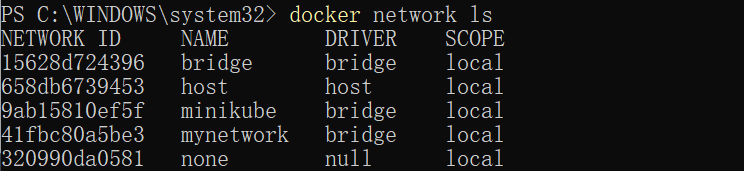 PS C:\WINDOWS\system32> docker network ls
NETWORK ID NAME DRIVER SCOPE
15628d724396 bridge bridge local
658db6739453 host host local
9ab15810ef5f minikube bridge local
41fbc80a5be3 mynetwork bridge local
320990da0581 none null local